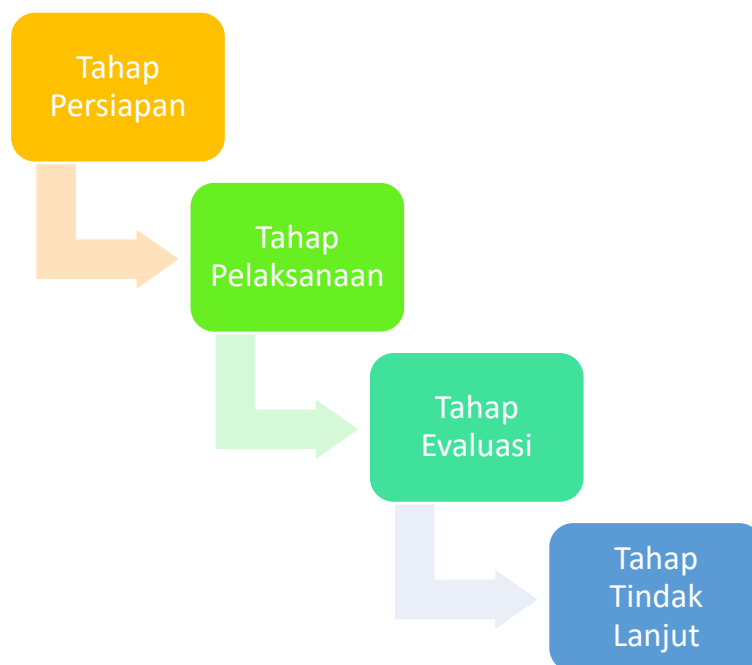 Tahap
Persiapan
Tahap
Pelaksanaan
Tahap
Evaluasi
Tahap
Tindak
Lanjut